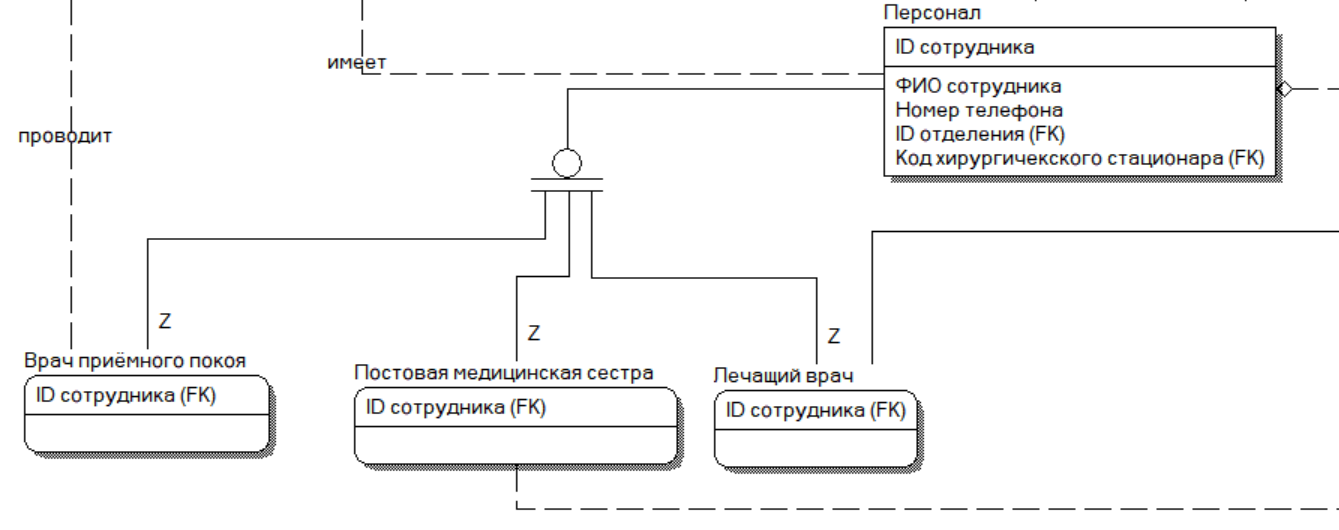 Персонал
ID сотрудника
ФИО сотрудника
Номер телефона
ID отделения (FK)
Код хирургичекского стационара (FK)
имеет
проводит
Z
Z
Z
Врач приёмного покоя
ID сотрудника (FK)
Постовая медицинская сестра
ID сотрудника (FK)
Лечащий врач
ID сотрудника (FK)